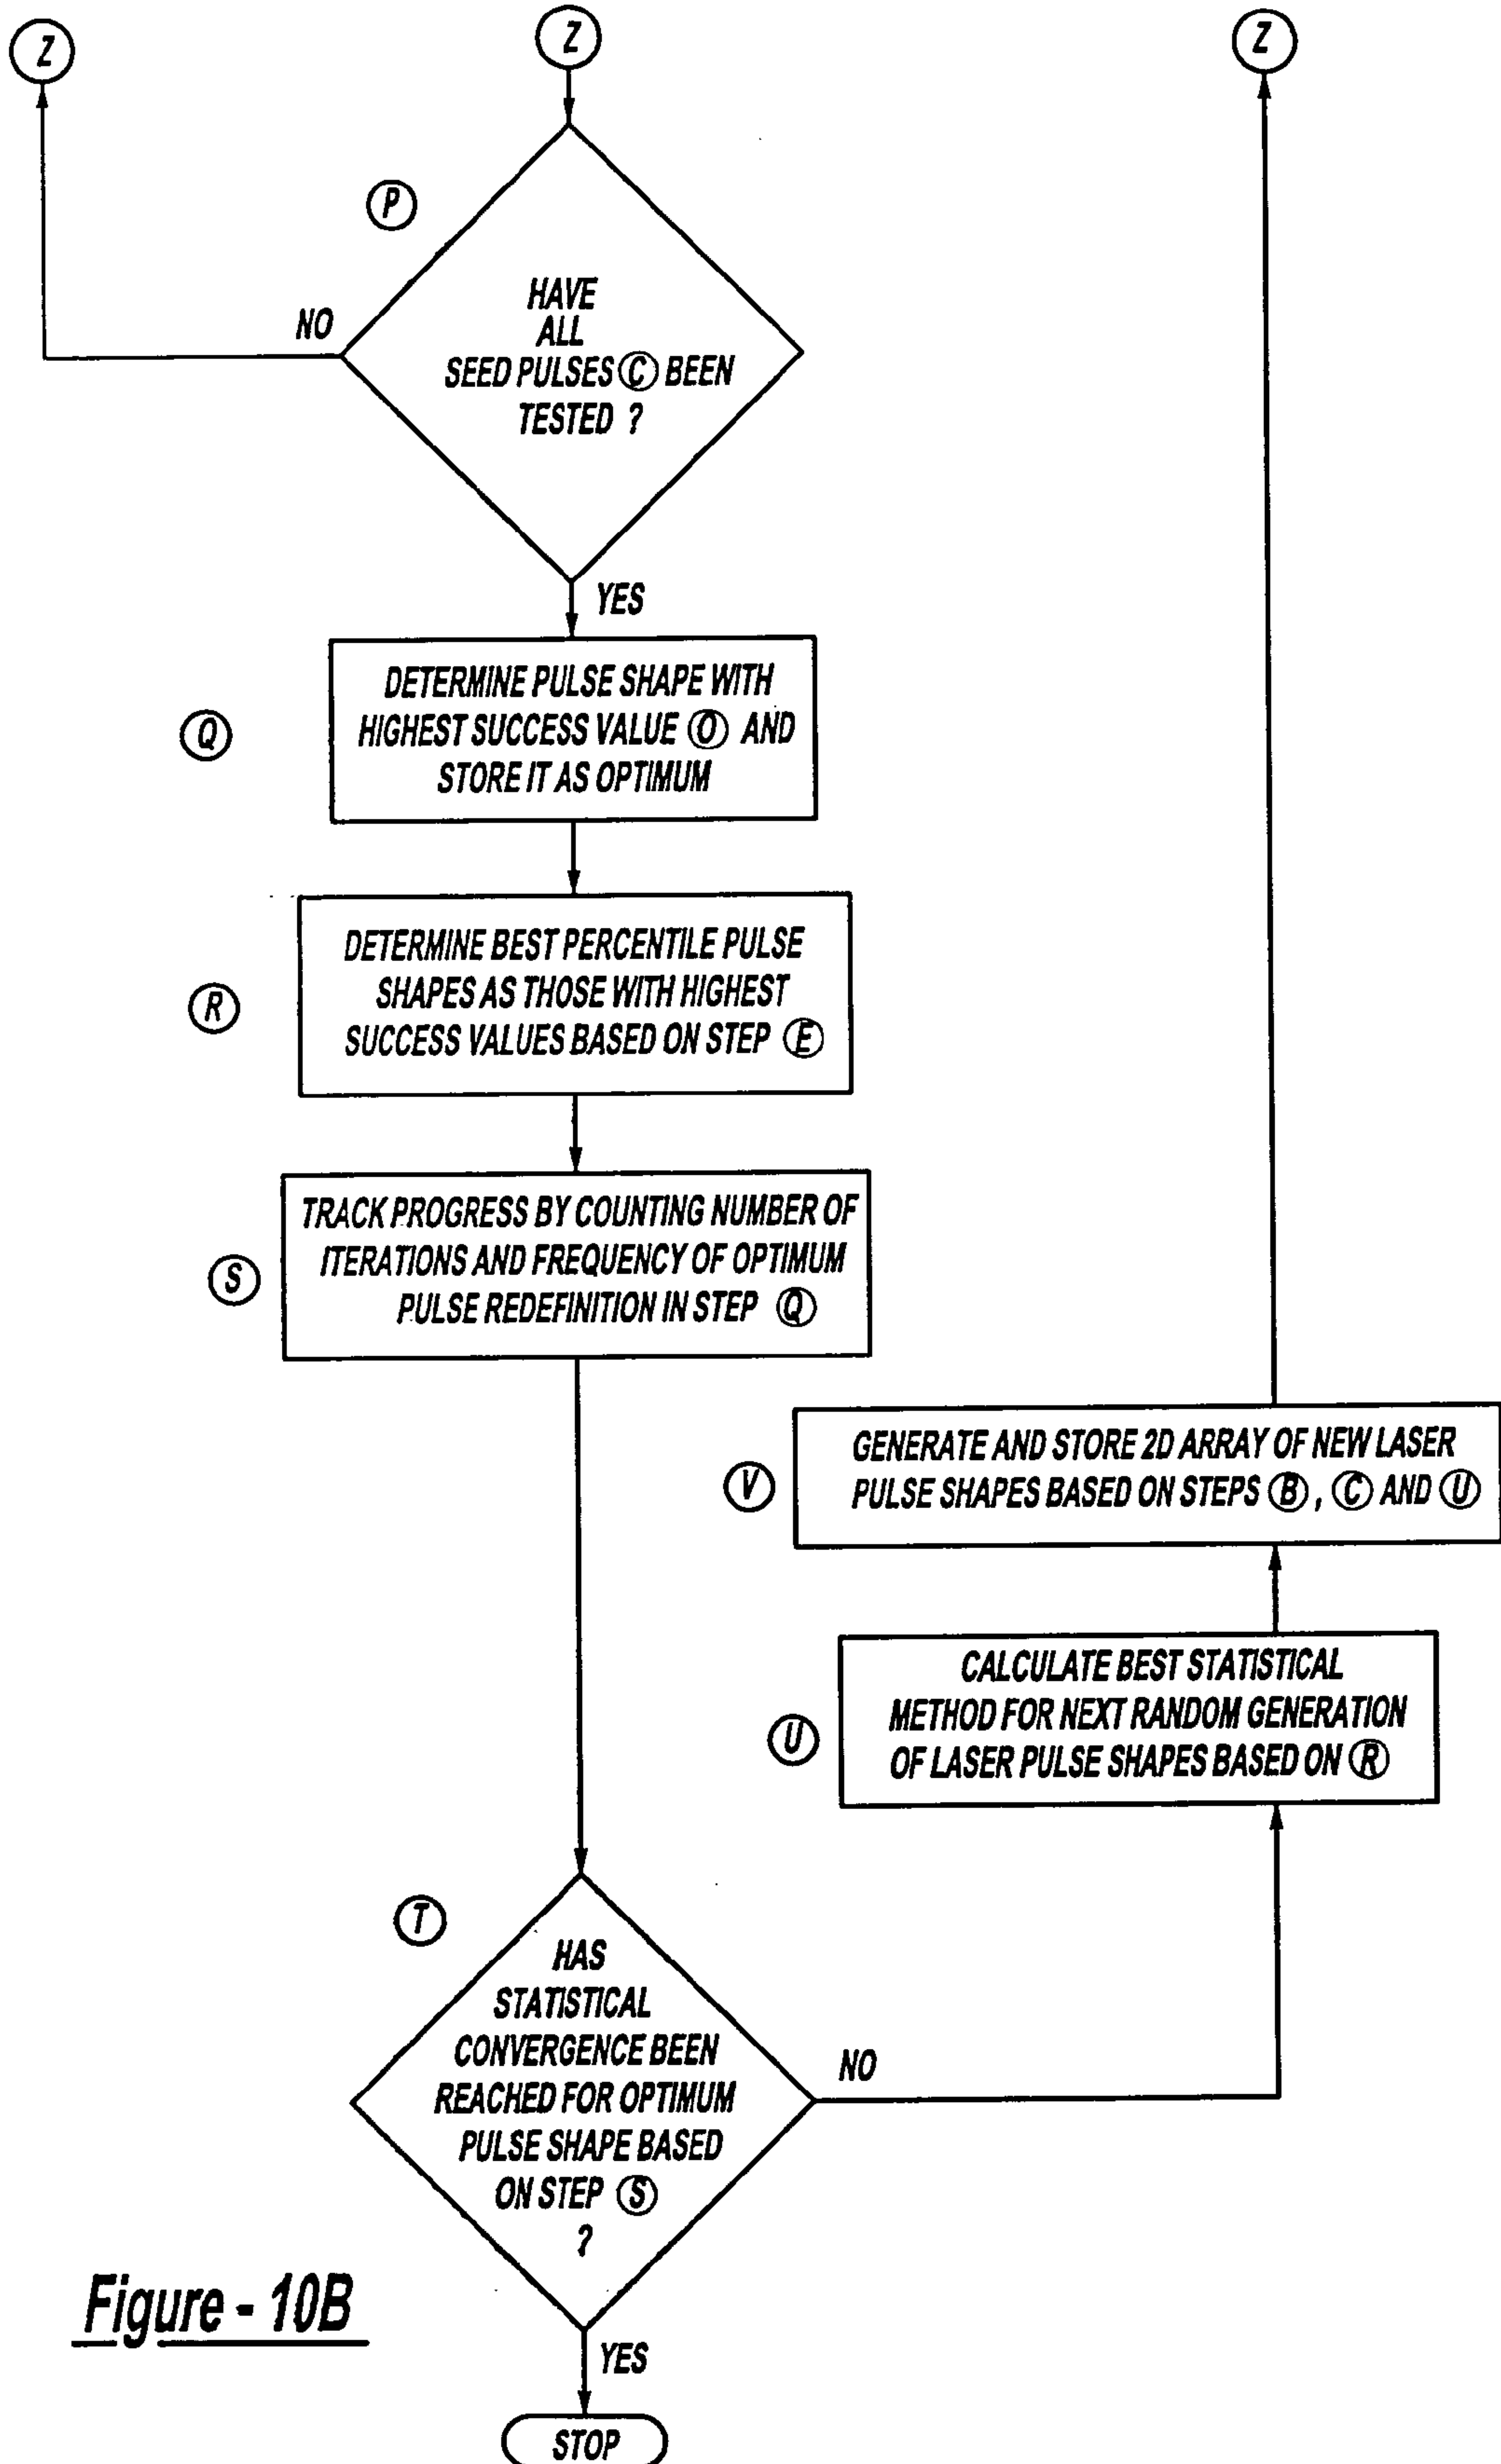 Z
Z
Z
P
HAVE
ALL
SEED PULSES C BEEN
TESTED ?
NO
YES
Q
DETERMINE PULSE SHAPE WITH
HIGHEST SUCCESS VALUE O AND
STORE IT AS OPTIMUM
R
DETERMINE BEST PERCENTILE PULSE
SHAPES AS THOSE WITH HIGHEST
SUCCESS VALUES BASED ON STEP E
S
TRACK PROGRESS BY COUNTING NUMBER OF
ITERATIONS AND FREQUENCY OF OPTIMUM
PULSE REDEFINITION IN STEP Q
V
GENERATE AND STORE 2D ARRAY OF NEW LASER
PULSE SHAPES BASED ON STEPS B , C AND U
U
CALCULATE BEST STATISTICAL
METHOD FOR NEXT RANDOM GENERATION
OF LASER PULSE SHAPES BASED ON R
T
HAS
STATISTICAL
CONVERGENCE BEEN
REACHED FOR OPTIMUM
PULSE SHAPE BASED
ON STEP S
?
NO
YES
STOP
Figure - 10B